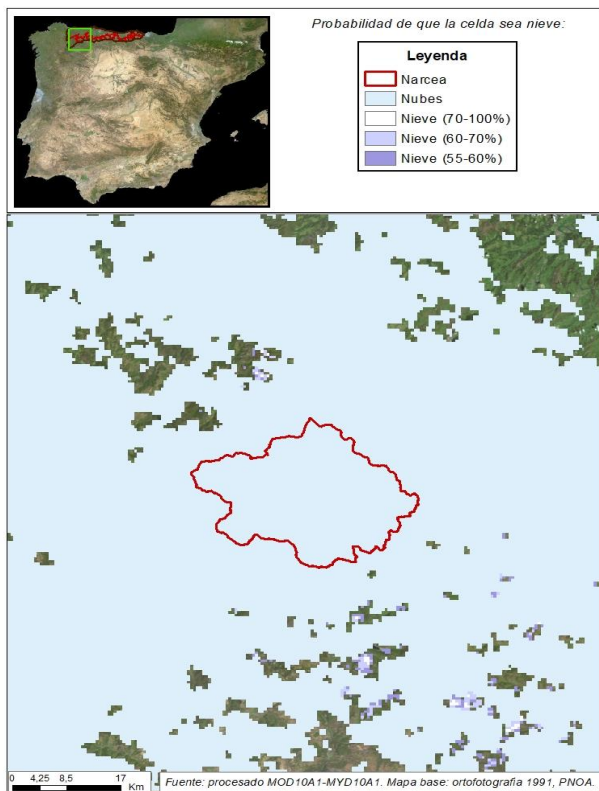 Probabilidad de que la celda sea nieve:
Leyenda
Narcea
Nubes
Nieve (70-100%)
Nieve (60-70%)
Nieve (55-60%)
0 4,25 8,5 17
Km
Fuente: procesado MOD10A1-MYD10A1. Mapa base: ortofotografia 1991, PNOA.